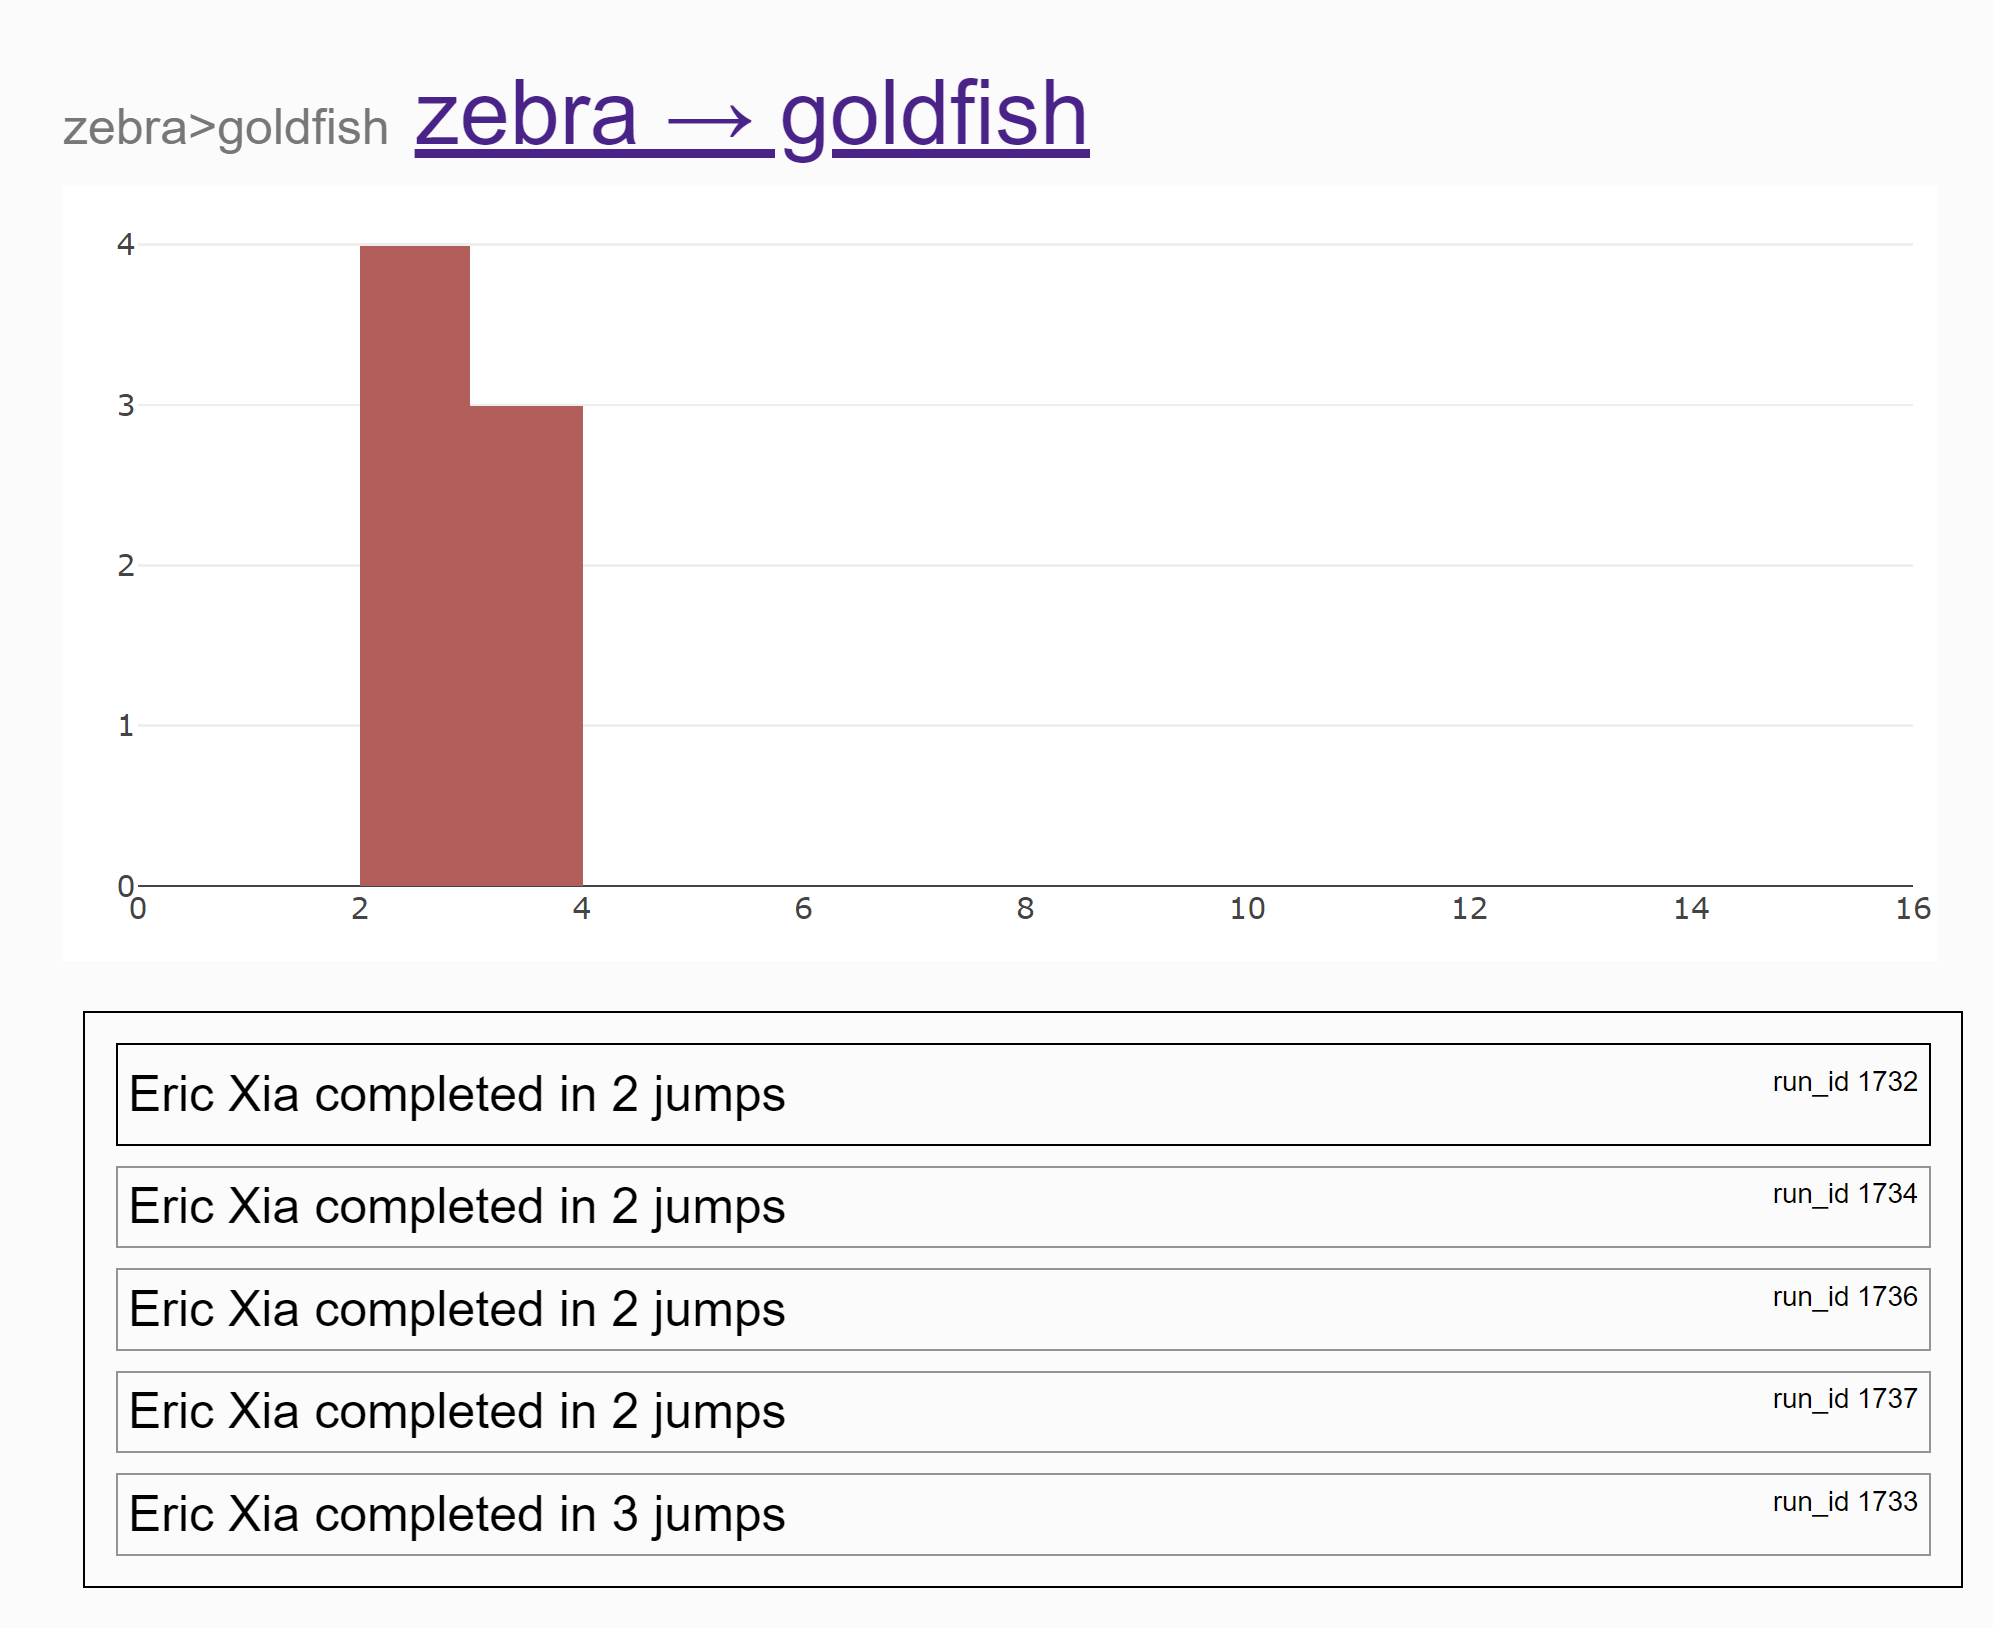 zebra>goldfish zebra → goldfish
4
3
2
1
0
0 2 4 6 8 10 12 14 16
Eric Xia completed in 2 jumps run_id 1732
Eric Xia completed in 2 jumps run_id 1734
Eric Xia completed in 2 jumps run_id 1736
Eric Xia completed in 2 jumps run_id 1737
Eric Xia completed in 3 jumps run_id 1733